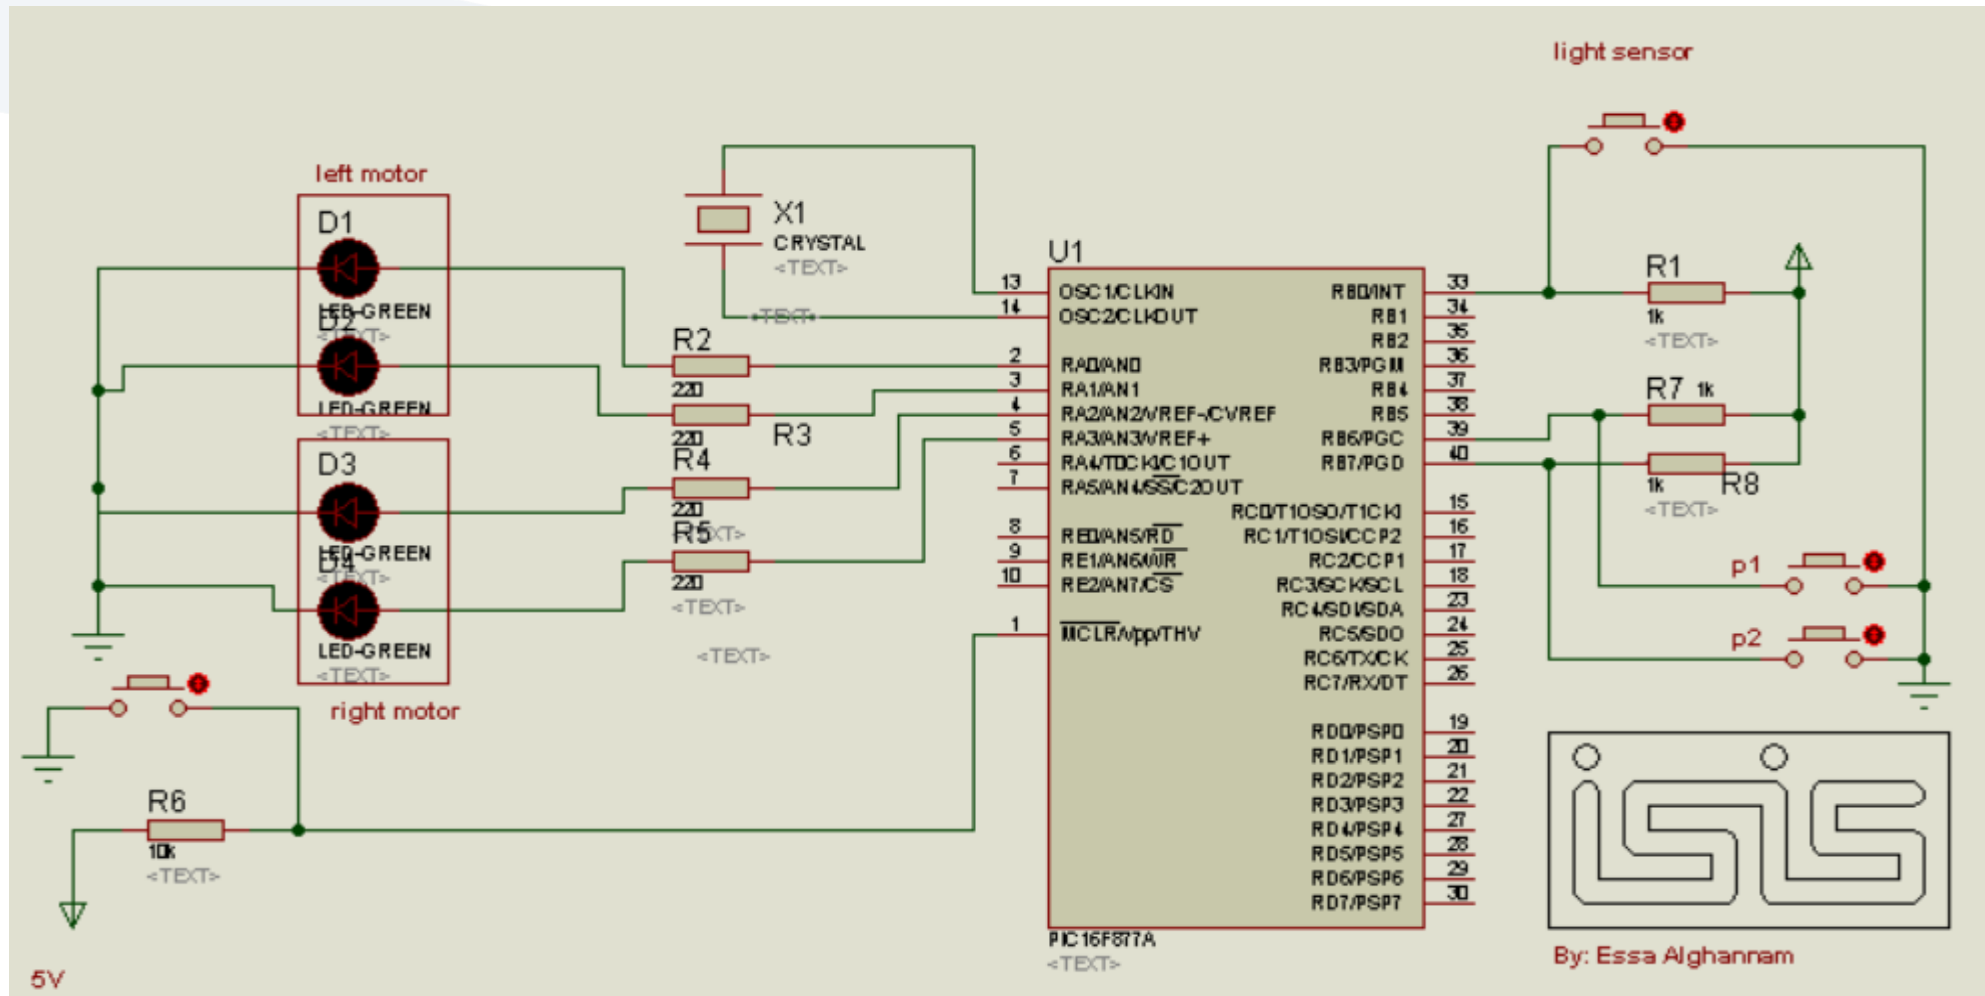 light sensor
left motor
D1
LED-GREEN
<TEXT>
D2
LED-GREEN
<TEXT>
D3
LED-GREEN
<TEXT>
D4
LED-GREEN
<TEXT>
right motor
X1
CRYSTAL
<TEXT>
<TEXT>
R2
220
R3
220
R4
220
<TEXT>
R5
220
<TEXT>
<TEXT>
R6
10k
<TEXT>
5V
U1
13 OSC1/CLKIN
14 OSC2/CLKOUT
2 RA0/AN0
3 RA1/AN1
4 RA2/AN2/VREF-/CVREF
5 RA3/AN3/VREF+
6 RA4/T0CKI/C1OUT
7 RA5/AN4/SS/C2OUT
8 RE0/AN5/RD
9 RE1/AN6/WR
10 RE2/AN7/CS
1 MCLR/Vpp/THV
RB0/INT 33
RB1 34
RB2 35
RB3/PGM 36
RB4 37
RB5 38
RB6/PGC 39
RB7/PGD 40
RC0/T1OSO/T1CKI 15
RC1/T1OSI/CCP2 16
RC2/CCP1 17
RC3/SCK/SCL 18
RC4/SDI/SDA 23
RC5/SDO 24
RC6/TX/CK 25
RC7/RX/DT 26
RD0/PSP0 19
RD1/PSP1 20
RD2/PSP2 21
RD3/PSP3 22
RD4/PSP4 27
RD5/PSP5 28
RD6/PSP6 29
RD7/PSP7 30
PIC16F877A
<TEXT>
R1
1k
<TEXT>
R7 1k
R8
1k
<TEXT>
p1
p2
isis
By: Essa Alghannam